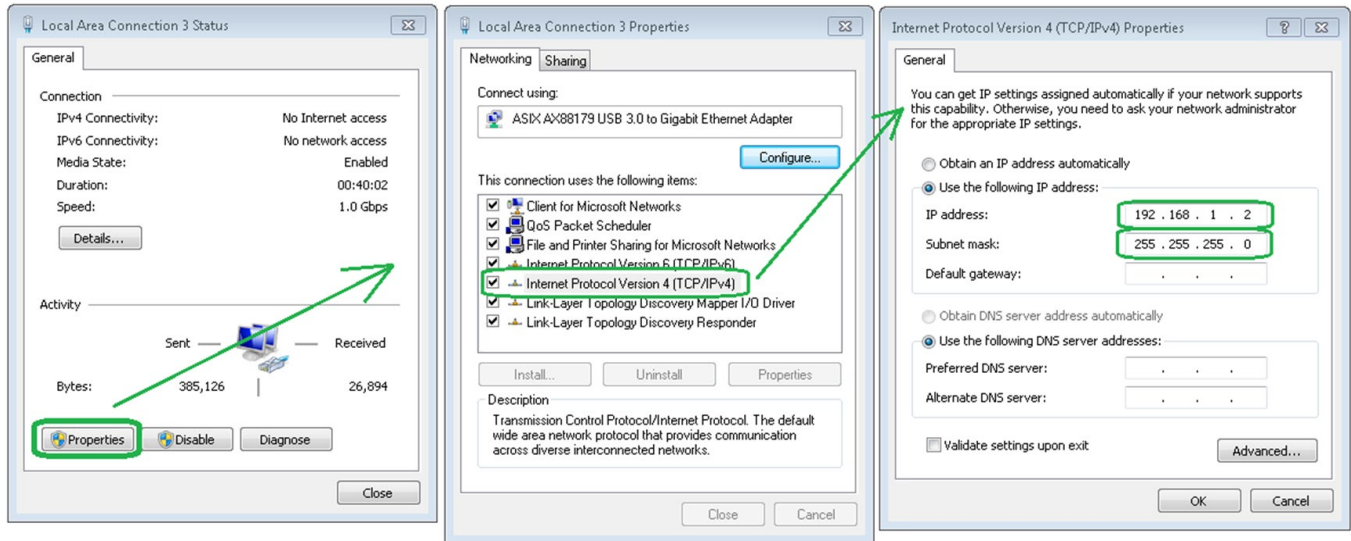 Local Area Connection 3 Status
General
Connection
IPv4 Connectivity: No Internet access
IPv6 Connectivity: No network access
Media State: Enabled
Duration: 00:40:02
Speed: 1.0 Gbps
Details...
Activity
Sent Received
Bytes: 385,126 26,894
Properties Disable Diagnose
Close
Local Area Connection 3 Properties
Networking Sharing
Connect using:
ASIX AX88179 USB 3.0 to Gigabit Ethernet Adapter
Configure...
This connection uses the following items:
Client for Microsoft Networks
QoS Packet Scheduler
File and Printer Sharing for Microsoft Networks
Internet Protocol Version 6 (TCP/IPv6)
Internet Protocol Version 4 (TCP/IPv4)
Link-Layer Topology Discovery Mapper I/O Driver
Link-Layer Topology Discovery Responder
Install... Uninstall Properties
Description
Transmission Control Protocol/Internet Protocol. The default
wide area network protocol that provides communication
across diverse interconnected networks.
Close Cancel
Internet Protocol Version 4 (TCP/IPv4) Properties
General
You can get IP settings assigned automatically if your network supports
this capability. Otherwise, you need to ask your network administrator
for the appropriate IP settings.
Obtain an IP address automatically
Use the following IP address:
IP address: 192 . 168 . 1 . 2
Subnet mask: 255 . 255 . 255 . 0
Default gateway: . . .
Obtain DNS server address automatically
Use the following DNS server addresses:
Preferred DNS server: . . .
Alternate DNS server: . . .
Validate settings upon exit
Advanced...
OK Cancel